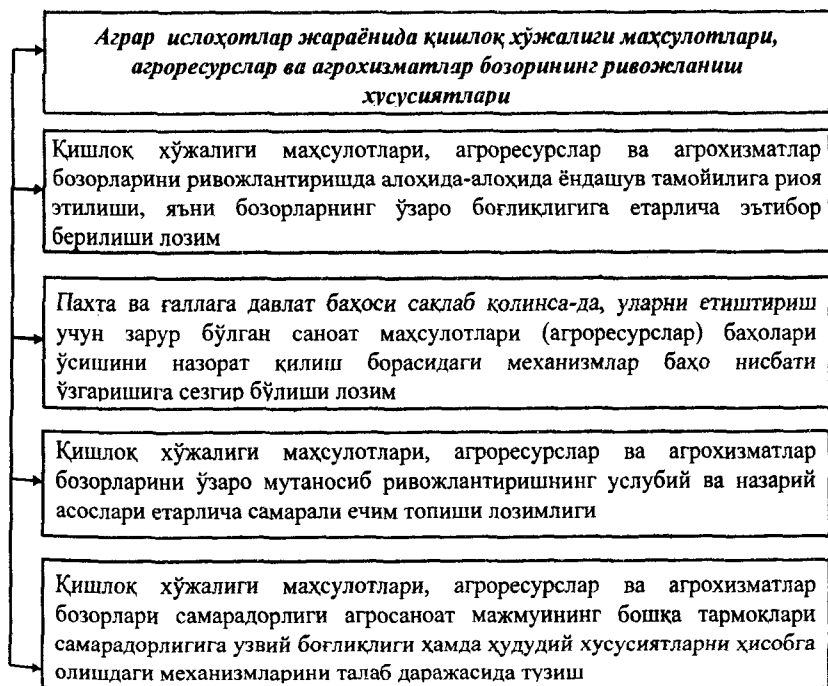 Аграр ислоҳотлар жараёнида қишлоқ хўжалиги маҳсулотлари,
агроресурслар ва агрохизматлар бозорининг ривожланиш
хусусиятлари
Қишлоқ хўжалиги маҳсулотлари, агроресурслар ва агрохизматлар
бозорларини ривожлантиришда алоҳида-алоҳида ёндашув тамойилига риоя
этилиши, яъни бозорларнинг ўзаро боғлиқлигига етарлича эътибор
берилиши лозим
Пахта ва ғаллага давлат баҳоси сақлаб қолинса-да, уларни етиштириш
учун зарур бўлган саноат маҳсулотлари (агроресурслар) баҳолари
ўсишини назорат қилиш борасидаги механизмлар баҳо нисбати
ўзгаришига сезгир бўлиши лозим
Қишлоқ хўжалиги маҳсулотлари, агроресурслар ва агрохизматлар
бозорларини ўзаро мутаносиб ривожлантиришнинг услубий ва назарий
асослари етарлича самарали ечим топиши лозимлиги
Қишлоқ хўжалиги маҳсулотлари, агроресурслар ва агрохизматлар
бозорлари самарадорлиги агросаноат мажмуининг бошқа тармоқлари
самарадорлигига узвий боғлиқлиги ҳамда ҳудудий хусусиятларни ҳисобга
олишдаги механизмларини талаб даражасида тузиш